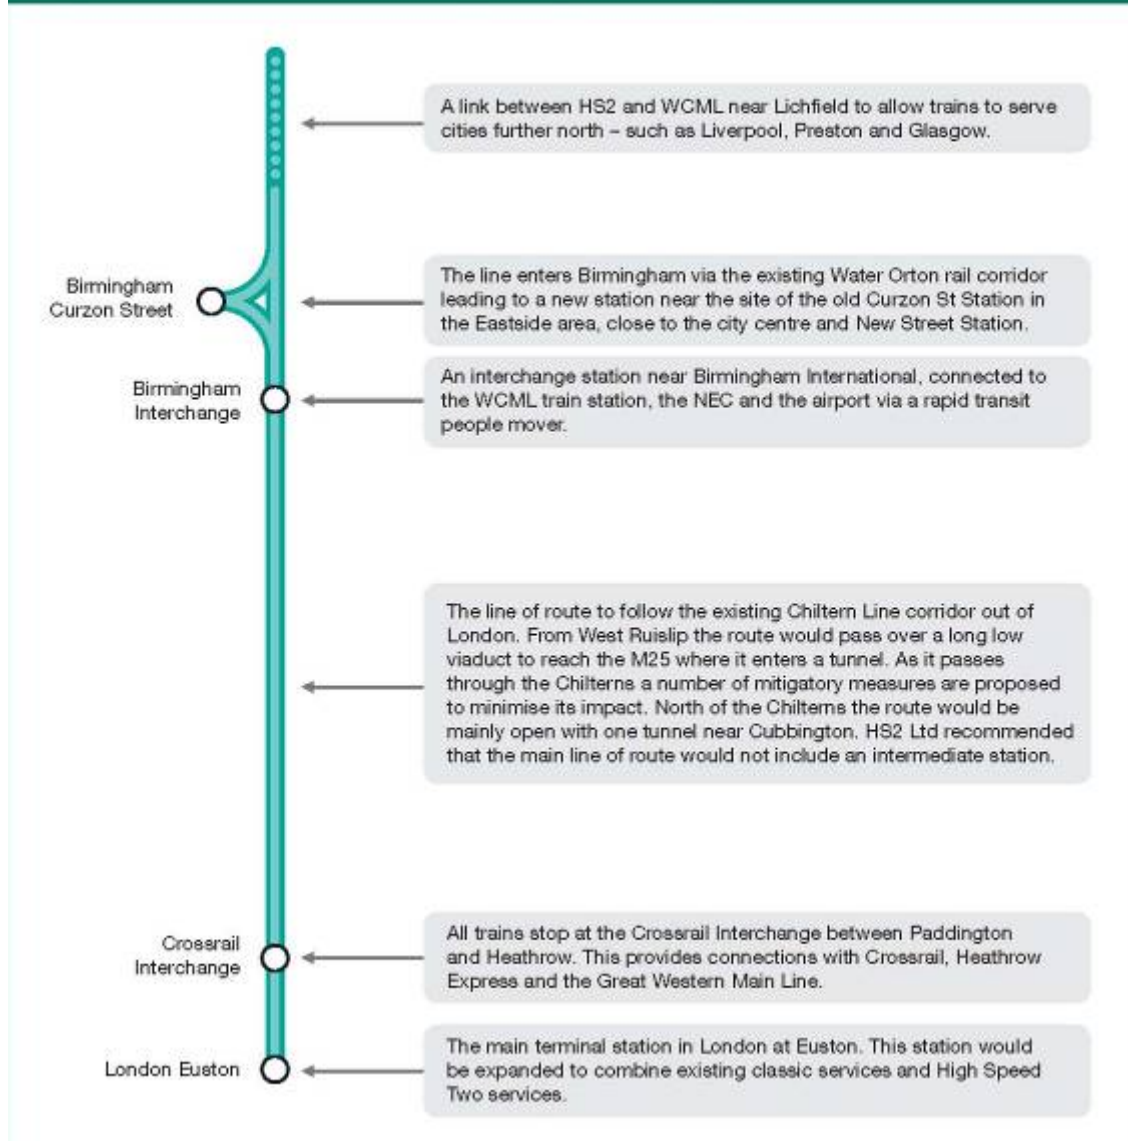 A link between HS2 and WCML near Lichfield to allow trains to serve
cities further north – such as Liverpool, Preston and Glasgow.
Birmingham
Curzon Street
The line enters Birmingham via the existing Water Orton rail corridor
leading to a new station near the site of the old Curzon St Station in
the Eastside area, close to the city centre and New Street Station.
Birmingham
Interchange
An interchange station near Birmingham International, connected to
the WCML train station, the NEC and the airport via a rapid transit
people mover.
The line of route to follow the existing Chiltern Line corridor out of
London. From West Ruislip the route would pass over a long low
viaduct to reach the M25 where it enters a tunnel. As it passes
through the Chilterns a number of mitigatory measures are proposed
to minimise its impact. North of the Chilterns the route would be
mainly open with one tunnel near Cubbington. HS2 Ltd recommended
that the main line of route would not include an intermediate station.
Crossrail
Interchange
All trains stop at the Crossrail Interchange between Paddington
and Heathrow. This provides connections with Crossrail, Heathrow
Express and the Great Western Main Line.
London Euston
The main terminal station in London at Euston. This station would
be expanded to combine existing classic services and High Speed
Two services.